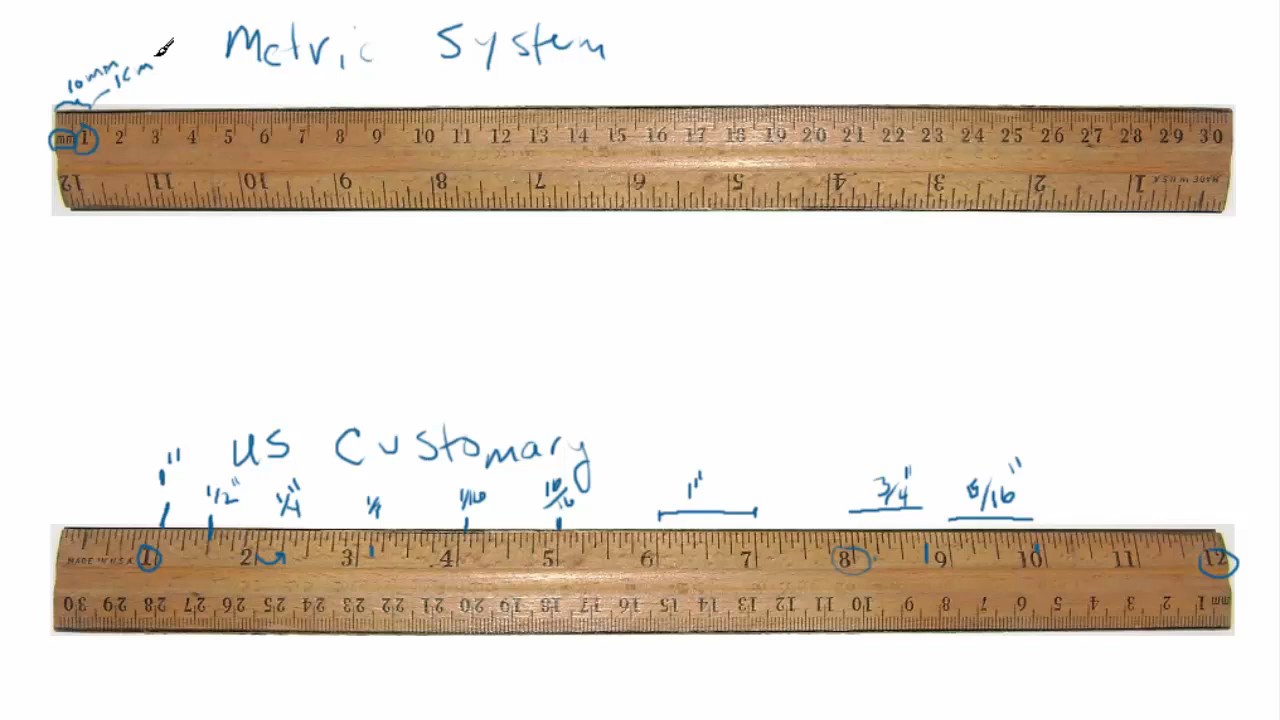 Metric System
10mm
1cm
mm 1 2 3 4 5 6 7 8 9 10 11 12 13 14 15 16 17 18 19 20 21 22 23 24 25 26 27 28 29 30
12 11 10 9 8 7 6 5 4 3 2 1 MADE IN U.S.A.
US Customary
1" 1/2" 1/4" 1/16 16/16 1" 3/4"
MADE IN U.S.A. 1 2 3 4 5 6 7 8 9 10 11 12
30 29 28 27 26 25 24 23 22 21 20 19 18 17 16 15 14 13 12 11 10 9 8 7 6 5 4 3 2 1 mm